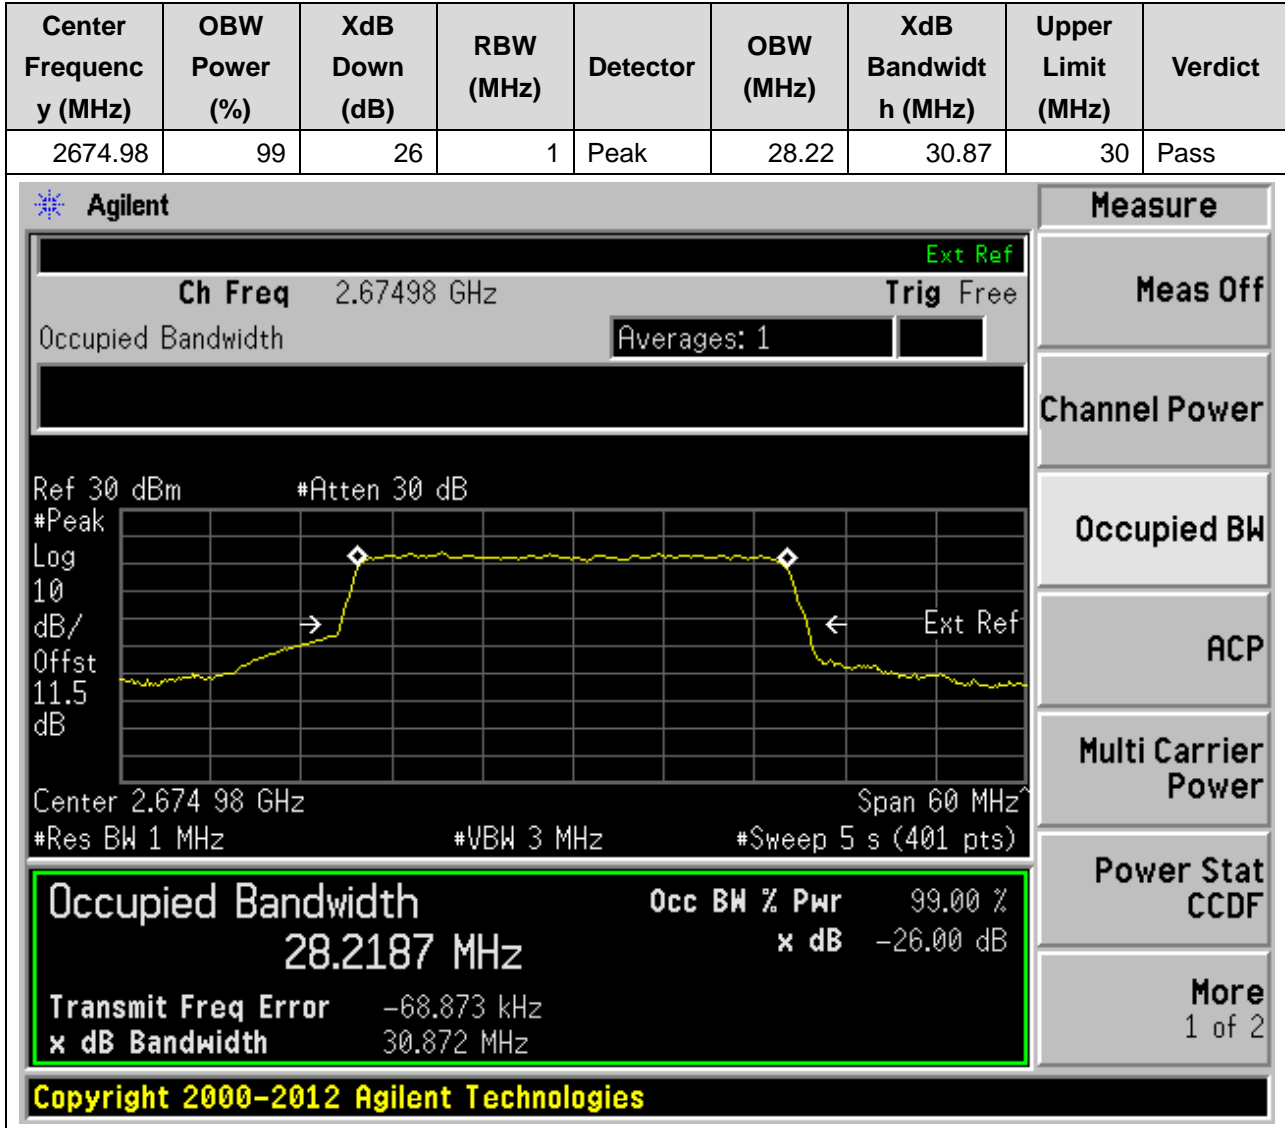 Center Frequency (MHz) OBW Power (%) XdB Down (dB) RBW (MHz) Detector OBW (MHz) XdB Bandwidth (MHz) Upper Limit (MHz) Verdict
2674.98 99 26 1 Peak 28.22 30.87 30 Pass
Agilent
Measure
Ext Ref
Ch Freq 2.67498 GHz Trig Free
Meas Off
Occupied Bandwidth Averages: 1
Channel Power
Ref 30 dBm #Atten 30 dB
#Peak
Log
10
dB/
Offst
11.5
dB
Ext Ref
Occupied BW
ACP
Center 2.674 98 GHz Span 60 MHz^
#Res BW 1 MHz #VBW 3 MHz #Sweep 5 s (401 pts)
Multi Carrier
Power
Occupied Bandwidth Occ BW % Pwr 99.00 %
28.2187 MHz x dB -26.00 dB
Power Stat
CCDF
Transmit Freq Error -68.873 kHz
x dB Bandwidth 30.872 MHz
More
1 of 2
Copyright 2000-2012 Agilent Technologies